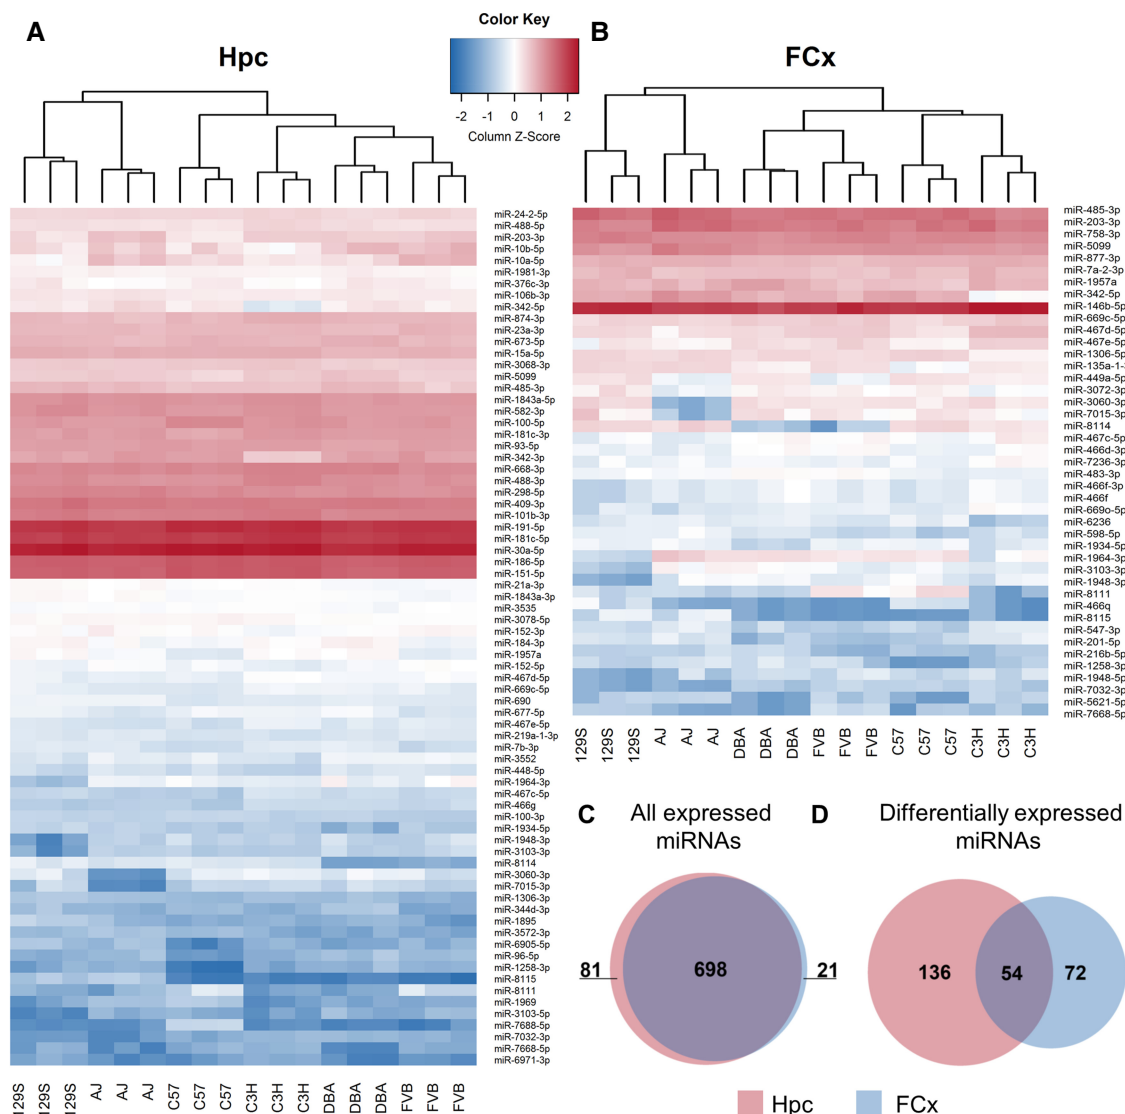 A
Hpc
Color Key
-2 -1 0 1 2
Column Z-Score
B
FCx
miR-24-2-5p
miR-488-5p
miR-203-3p
miR-10b-5p
miR-10a-5p
miR-1981-3p
miR-376c-3p
miR-106b-3p
miR-342-5p
miR-874-3p
miR-23a-3p
miR-673-5p
miR-15a-5p
miR-3068-3p
miR-5099
miR-485-3p
miR-1843a-5p
miR-582-3p
miR-100-5p
miR-181c-3p
miR-93-5p
miR-342-3p
miR-668-3p
miR-488-3p
miR-298-5p
miR-409-3p
miR-101b-3p
miR-191-5p
miR-181c-5p
miR-30a-5p
miR-186-5p
miR-151-5p
miR-21a-3p
miR-1843a-3p
miR-3535
miR-3078-5p
miR-152-3p
miR-184-3p
miR-1957a
miR-152-5p
miR-467d-5p
miR-669c-5p
miR-690
miR-677-5p
miR-467e-5p
miR-219a-1-3p
miR-7b-3p
miR-3552
miR-448-5p
miR-1964-3p
miR-467c-5p
miR-466g
miR-100-3p
miR-1934-5p
miR-1948-3p
miR-3103-3p
miR-8114
miR-3060-3p
miR-7015-3p
miR-1306-3p
miR-344d-3p
miR-1895
miR-3572-3p
miR-6905-5p
miR-96-5p
miR-1258-3p
miR-8115
miR-8111
miR-1969
miR-3103-5p
miR-7688-5p
miR-7032-3p
miR-7668-5p
miR-6971-3p
129S 129S 129S AJ AJ AJ C57 C57 C57 C3H C3H C3H DBA DBA DBA FVB FVB FVB
miR-485-3p
miR-203-3p
miR-758-3p
miR-5099
miR-877-3p
miR-7a-2-3p
miR-1957a
miR-342-5p
miR-146b-5p
miR-669c-5p
miR-467d-5p
miR-467e-5p
miR-1306-5p
miR-135a-1-
miR-449a-5p
miR-3072-3p
miR-3060-3p
miR-7015-3p
miR-8114
miR-467c-5p
miR-466d-3p
miR-7236-3p
miR-483-3p
miR-466f-3p
miR-466f
miR-669o-5p
miR-6236
miR-598-5p
miR-1934-5p
miR-1964-3p
miR-3103-3p
miR-1948-3p
miR-8111
miR-466q
miR-8115
miR-547-3p
miR-201-5p
miR-216b-5p
miR-1258-3p
miR-1948-5p
miR-7032-3p
miR-5621-5p
miR-7668-5p
129S 129S 129S AJ AJ AJ DBA DBA DBA FVB FVB FVB C57 C57 C57 C3H C3H C3H
C
All expressed
miRNAs
81 698 21
D
Differentially expressed
miRNAs
136 54 72
Hpc FCx